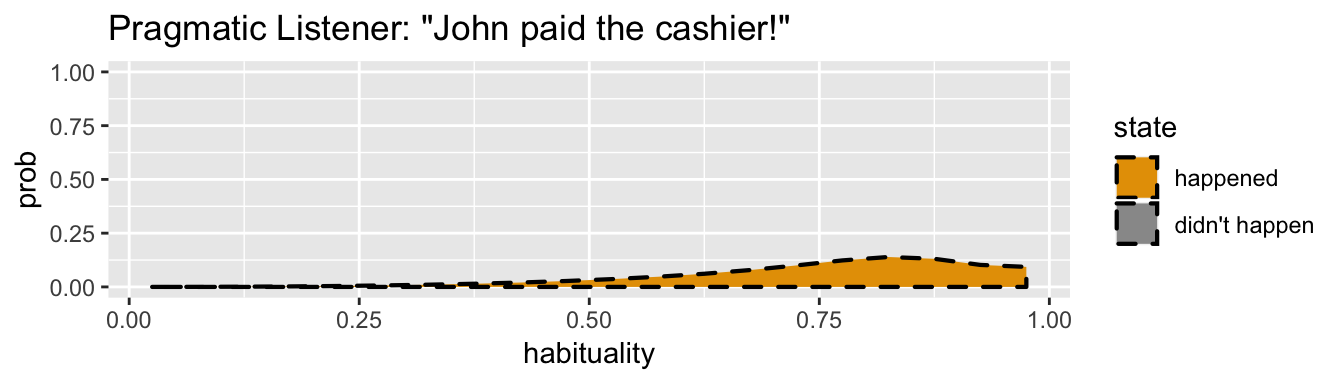 Pragmatic Listener: "John paid the cashier!"
1.00
0.75
0.50
0.25
0.00
prob
0.00 0.25 0.50 0.75 1.00
habituality
state
happened
didn't happen